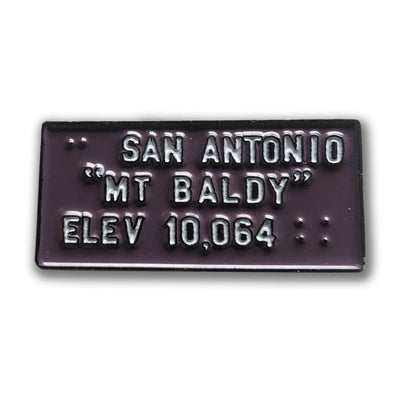 SAN ANTONIO
"MT BALDY"
ELEV 10,064